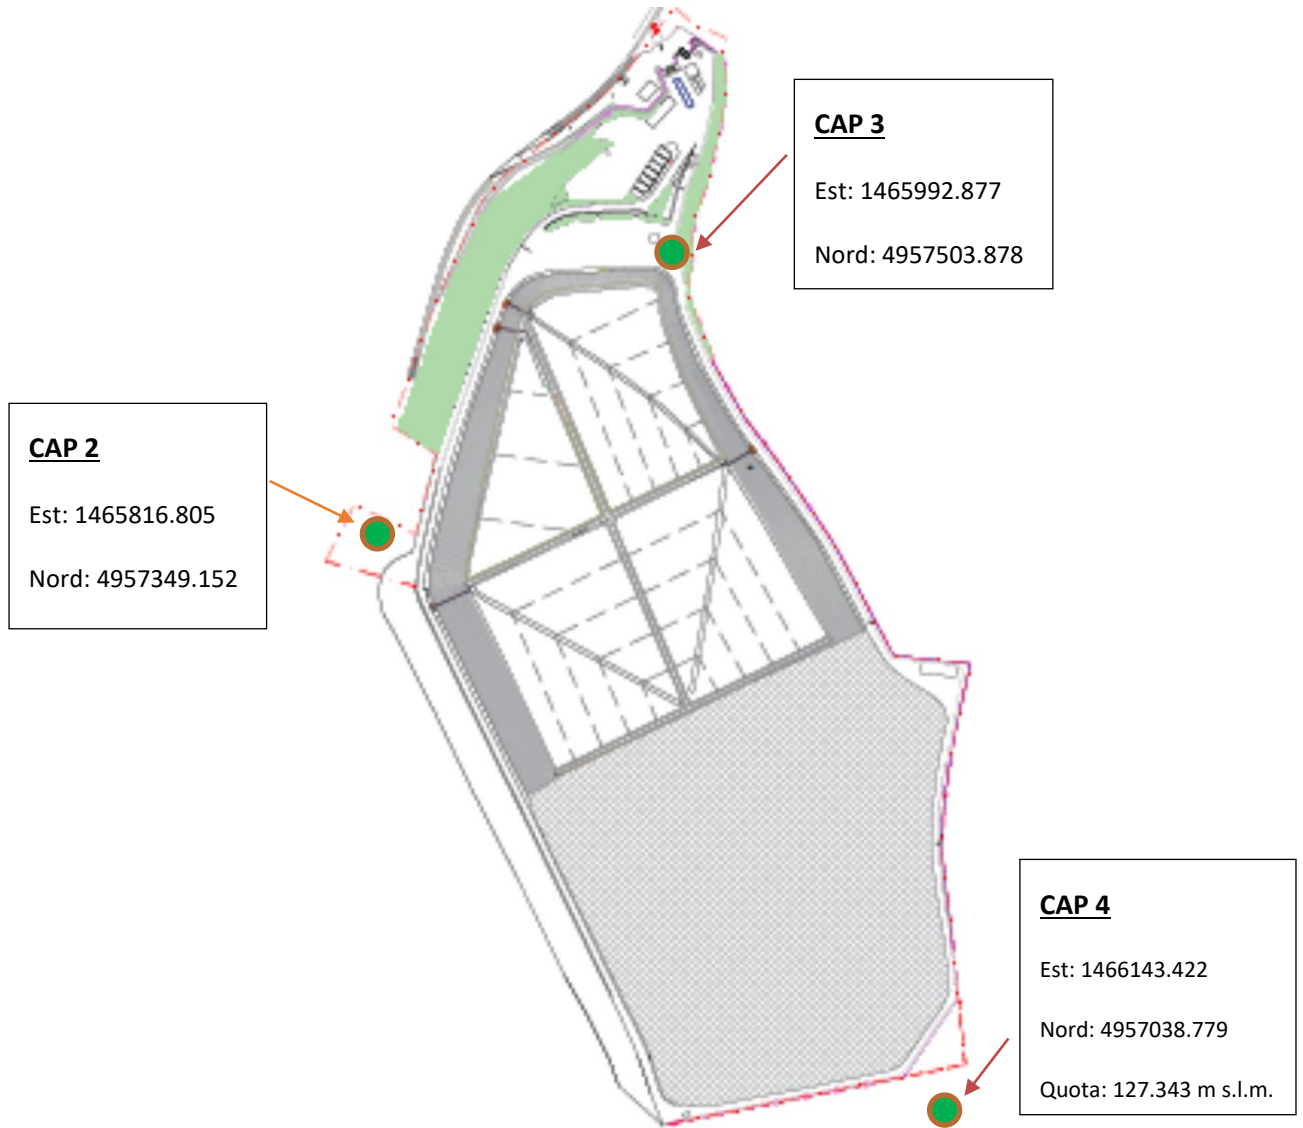 CAP 3
Est: 1465992.877
Nord: 4957503.878
CAP 2
Est: 1465816.805
Nord: 4957349.152
CAP 4
Est: 1466143.422
Nord: 4957038.779
Quota: 127.343 m s.l.m.